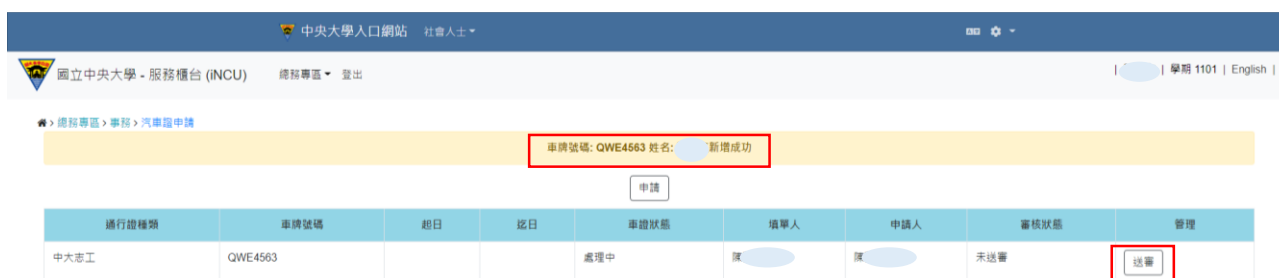 中央大學入口網站 社會人士
國立中央大學 - 服務櫃台 (iNCU) 總務專區 登出 | | 學期 1101 | English |
> 總務專區 > 事務 > 汽車證申請
車牌號碼: QWE4563 姓名: 新增成功
申請
通行證種類 車牌號碼 起日 迄日 車證狀態 填單人 申請人 審核狀態 管理
中大志工 QWE4563 處理中 陳 陳 未送審 送審